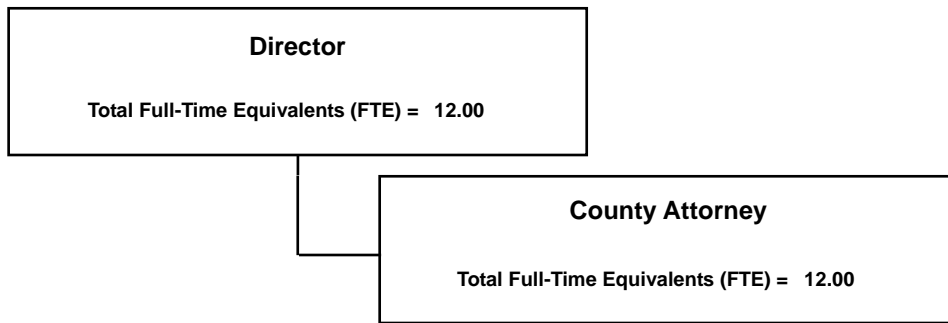 Director
Total Full-Time Equivalents (FTE) = 12.00
County Attorney
Total Full-Time Equivalents (FTE) = 12.00